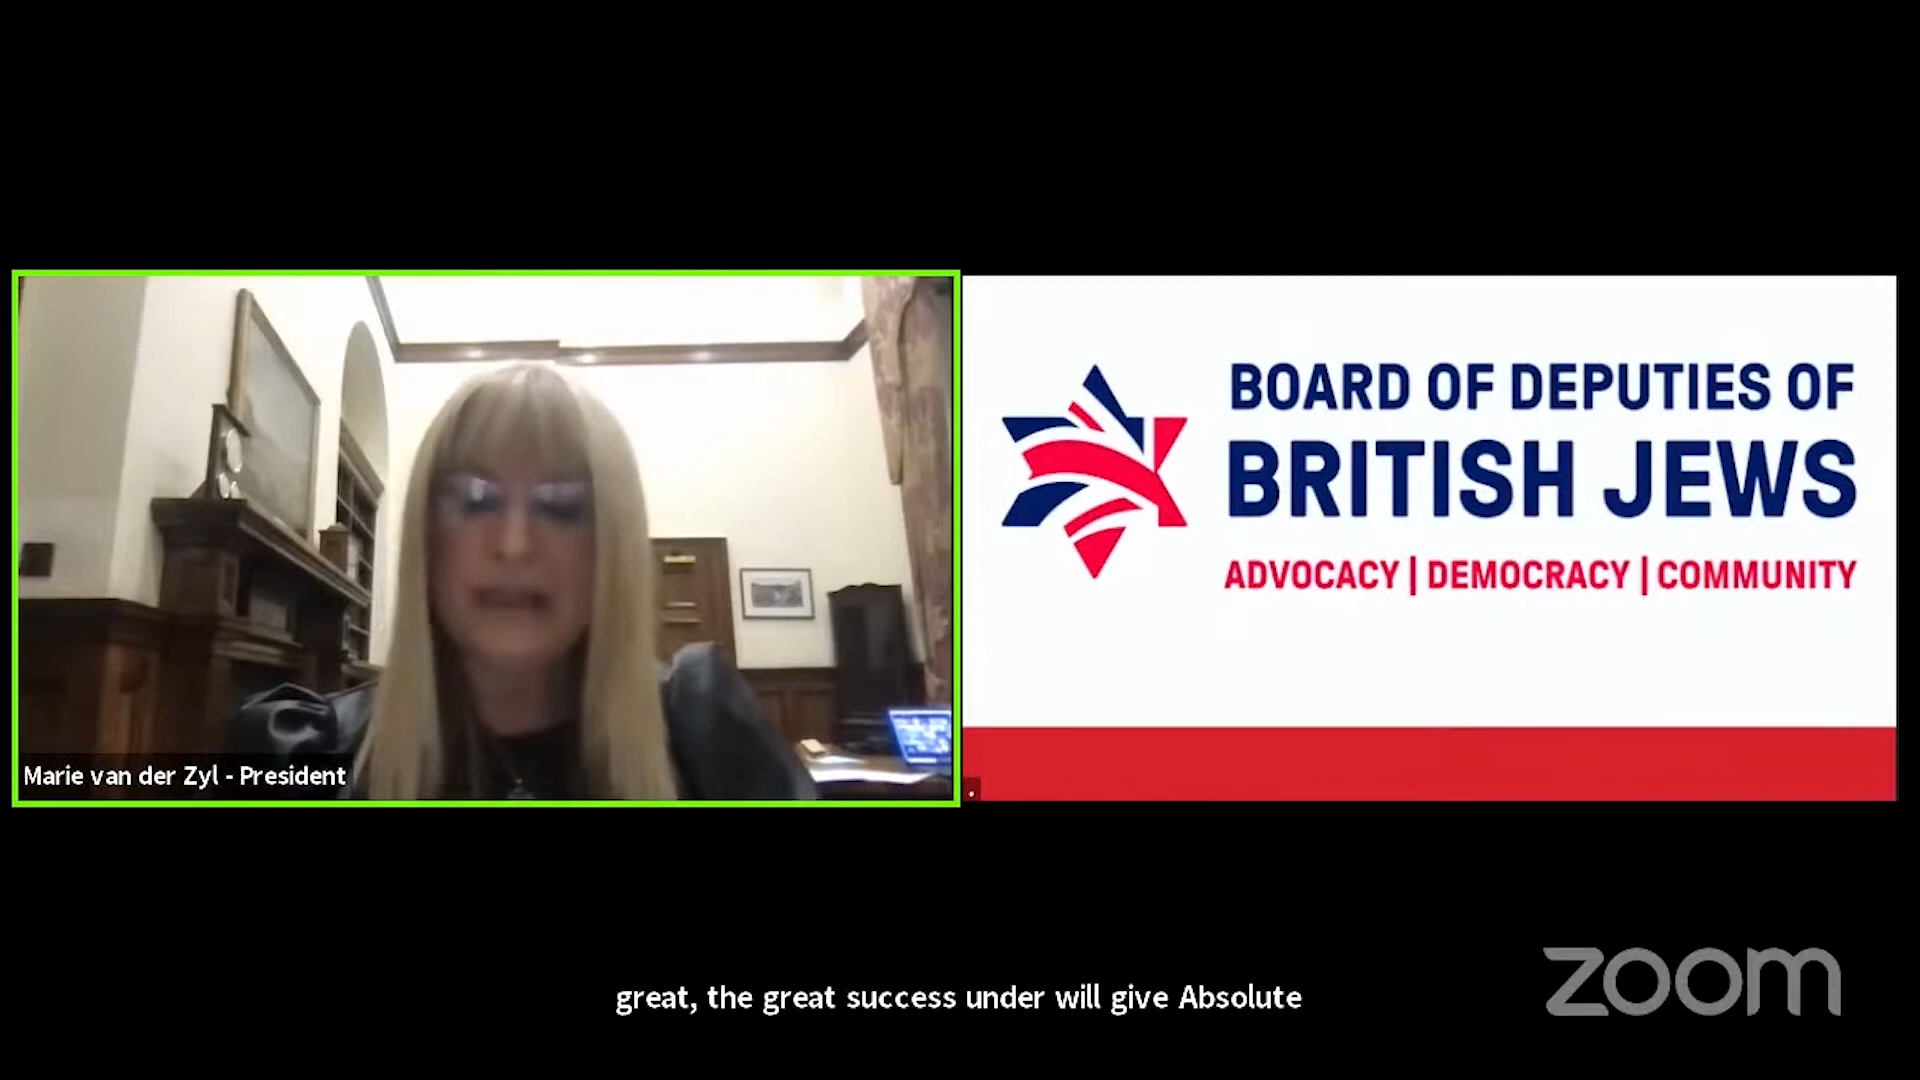 BOARD OF DEPUTIES OF
BRITISH JEWS
ADVOCACY | DEMOCRACY | COMMUNITY
Marie van der Zyl - President
.
great, the great success under will give Absolute
zoom